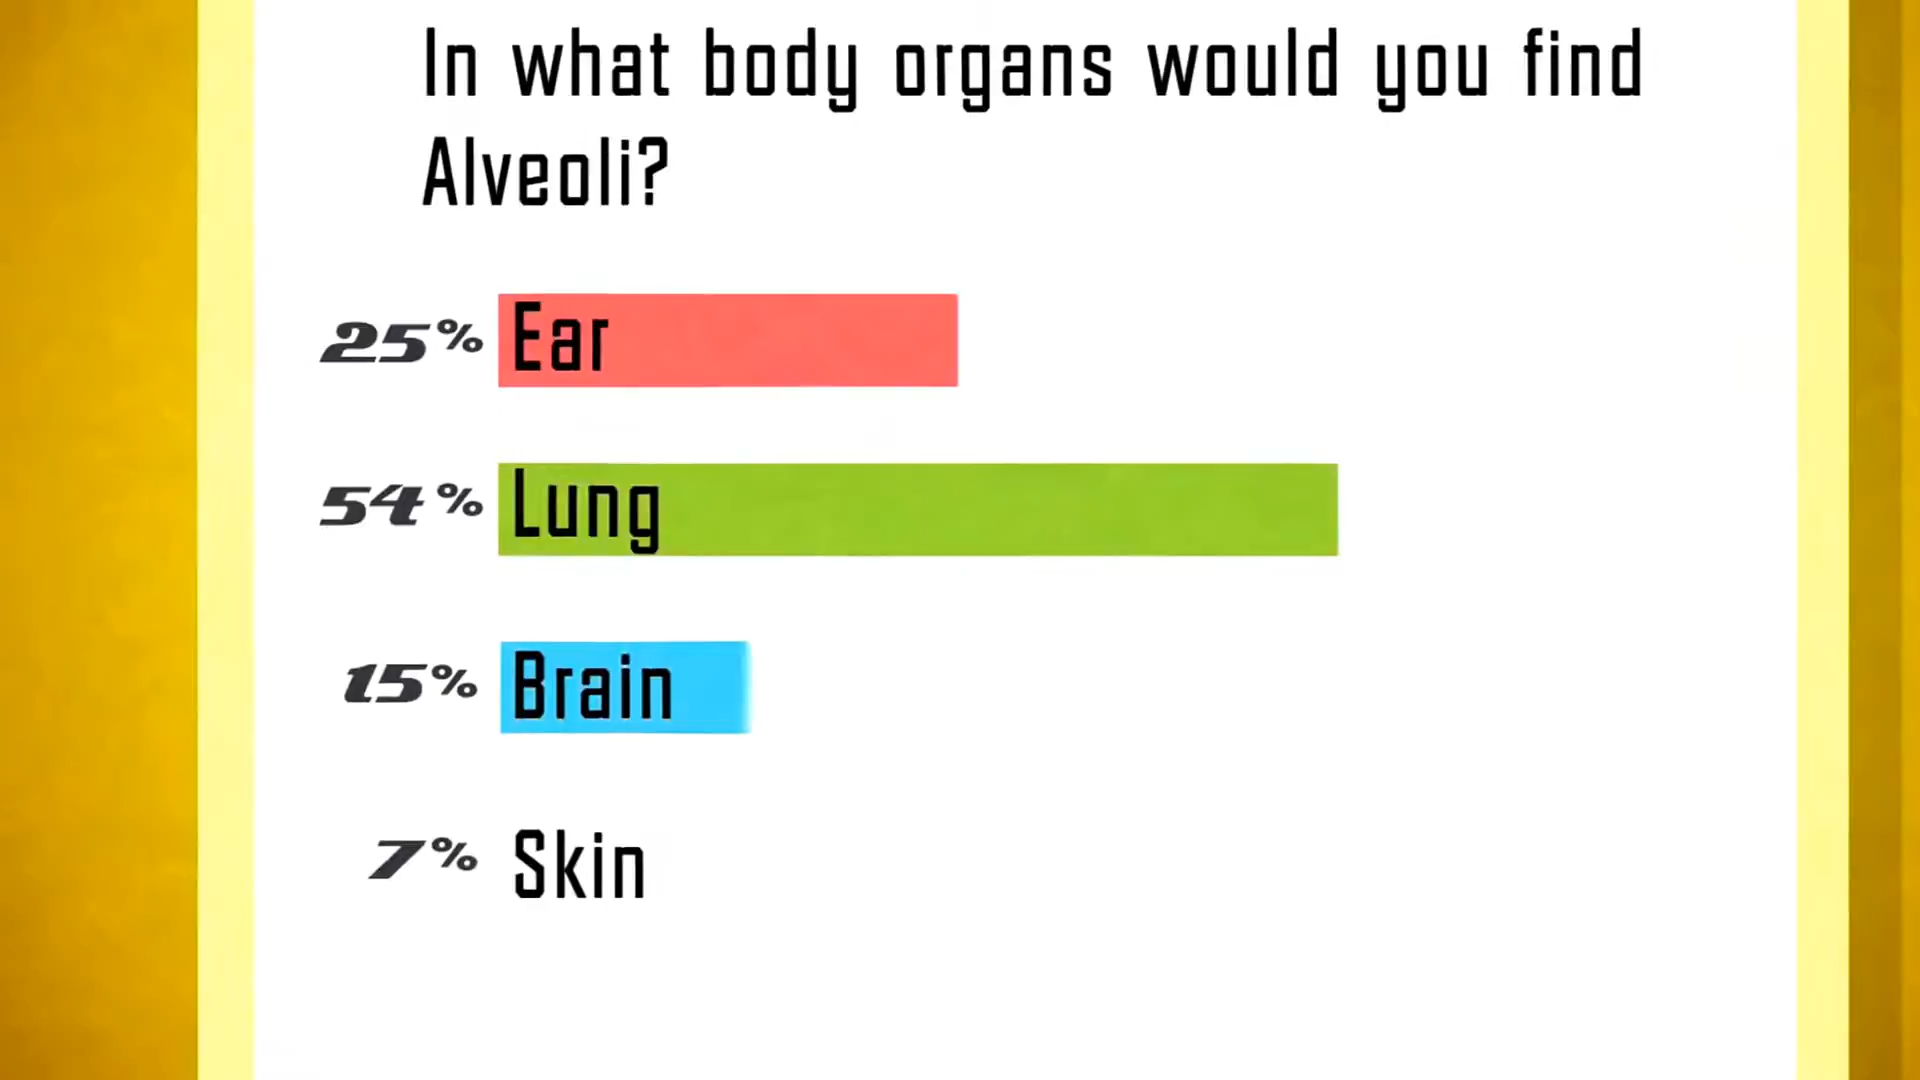 In what body organs would you find
Alveoli?
25% Ear
54% Lung
15% Brain
7% Skin